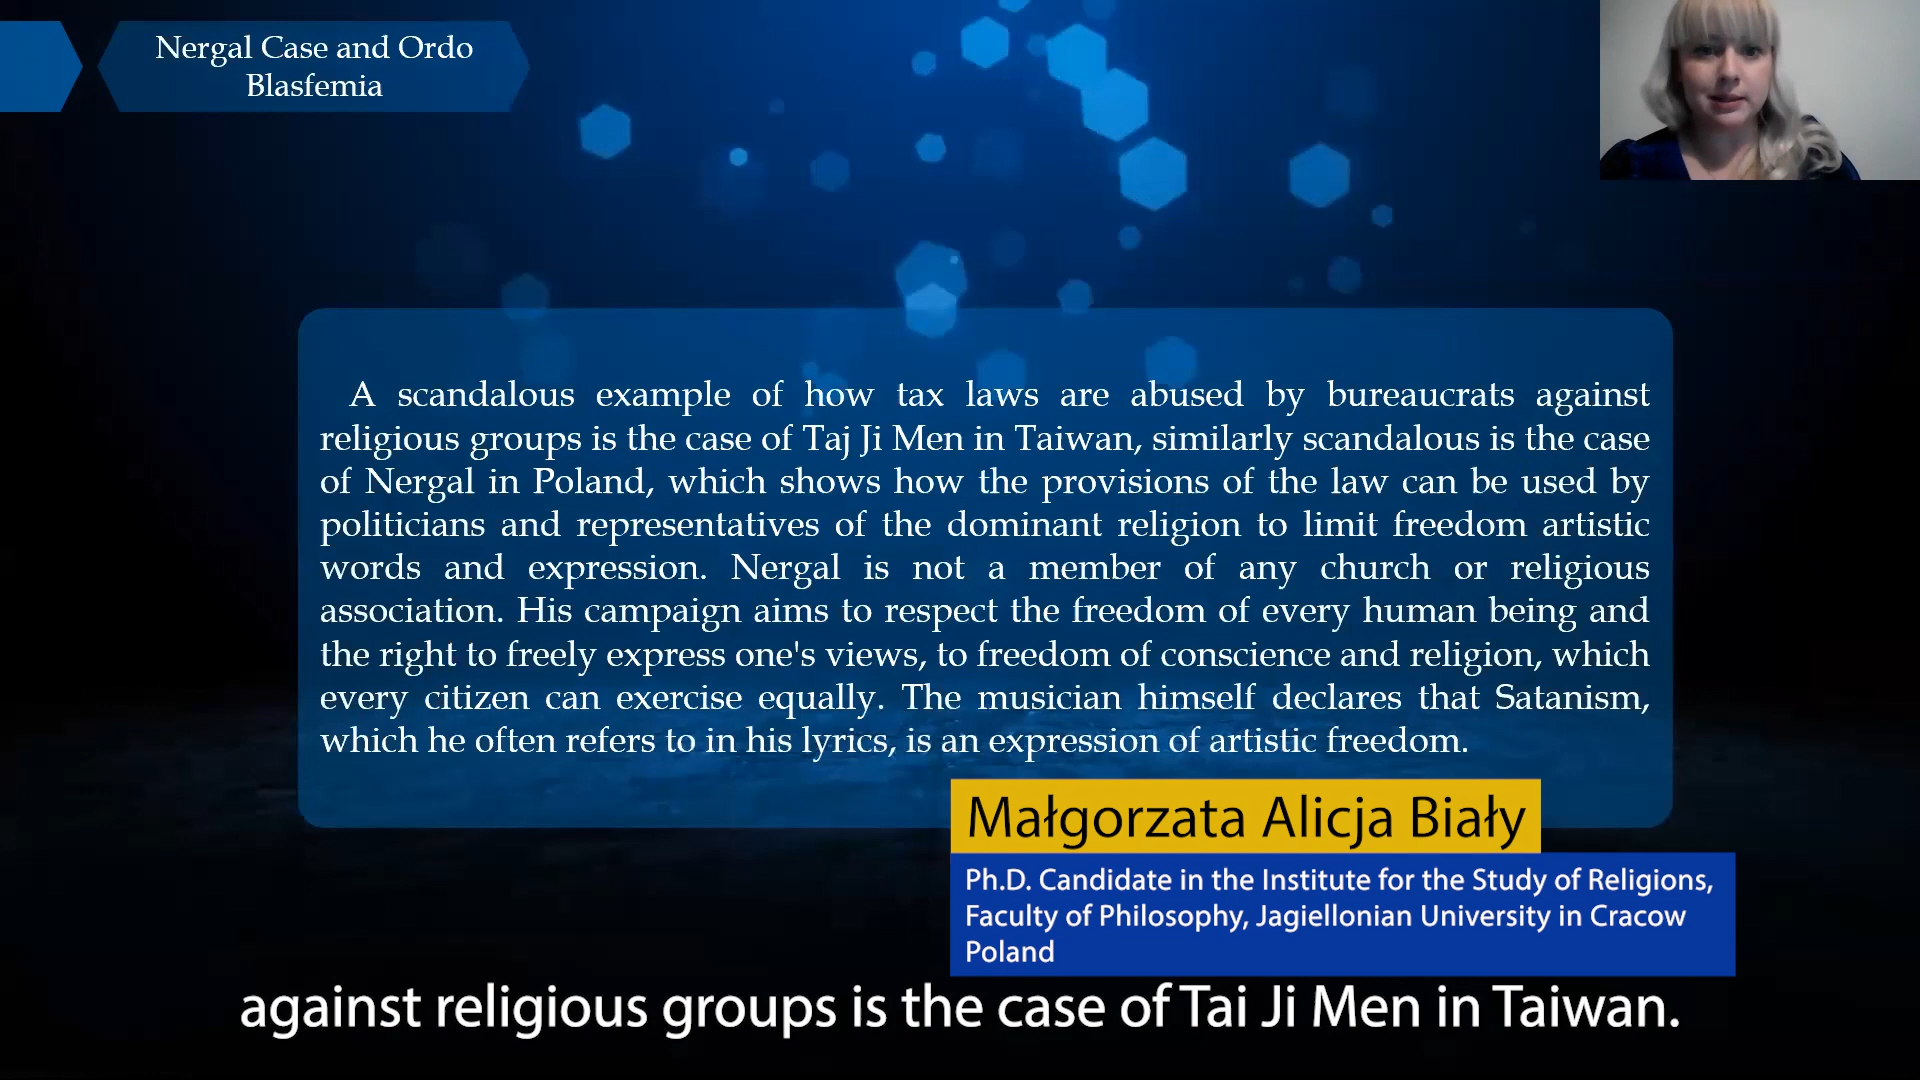 Nergal Case and Ordo
Blasfemia
A scandalous example of how tax laws are abused by bureaucrats against
religious groups is the case of Taj Ji Men in Taiwan, similarly scandalous is the case
of Nergal in Poland, which shows how the provisions of the law can be used by
politicians and representatives of the dominant religion to limit freedom artistic
words and expression. Nergal is not a member of any church or religious
association. His campaign aims to respect the freedom of every human being and
the right to freely express one's views, to freedom of conscience and religion, which
every citizen can exercise equally. The musician himself declares that Satanism,
which he often refers to in his lyrics, is an expression of artistic freedom.
Małgorzata Alicja Biały
Ph.D. Candidate in the Institute for the Study of Religions,
Faculty of Philosophy, Jagiellonian University in Cracow
Poland
against religious groups is the case of Tai Ji Men in Taiwan.